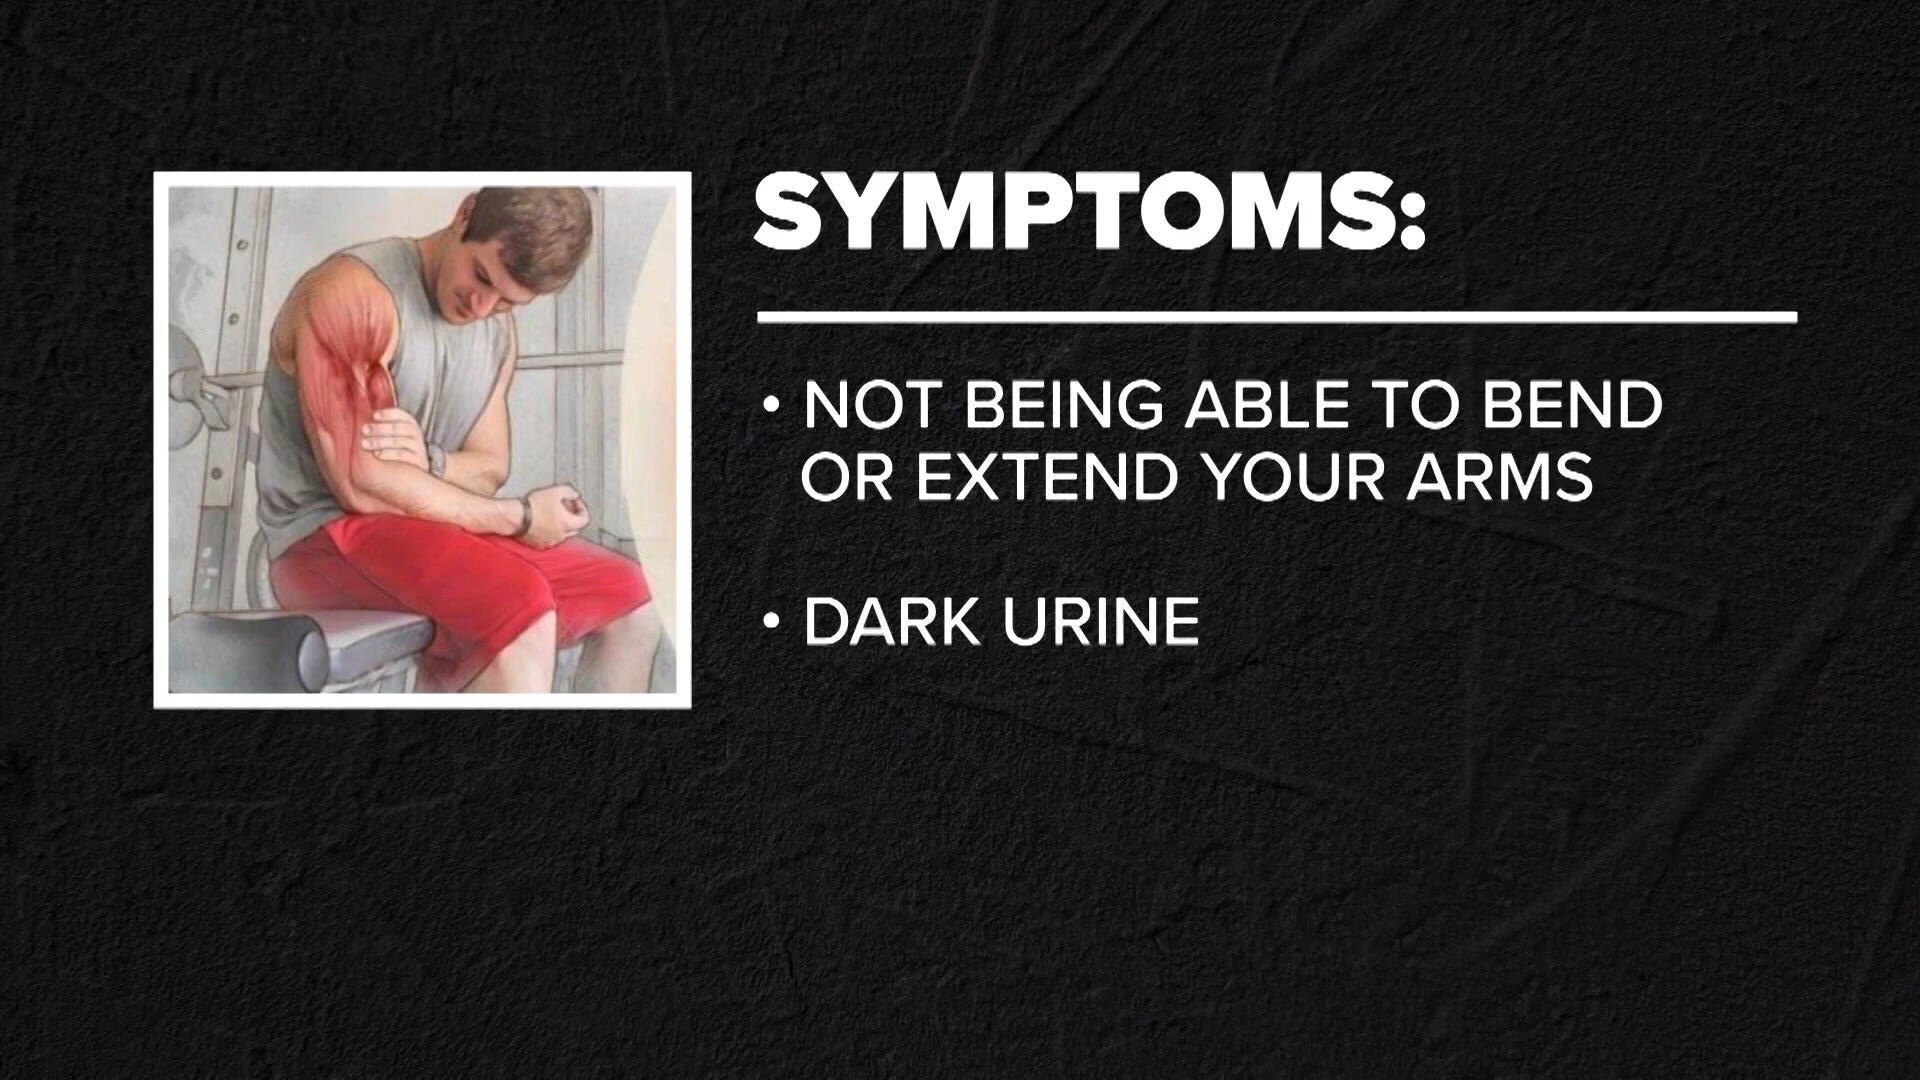 SYMPTOMS:
• NOT BEING ABLE TO BEND
OR EXTEND YOUR ARMS
• DARK URINE